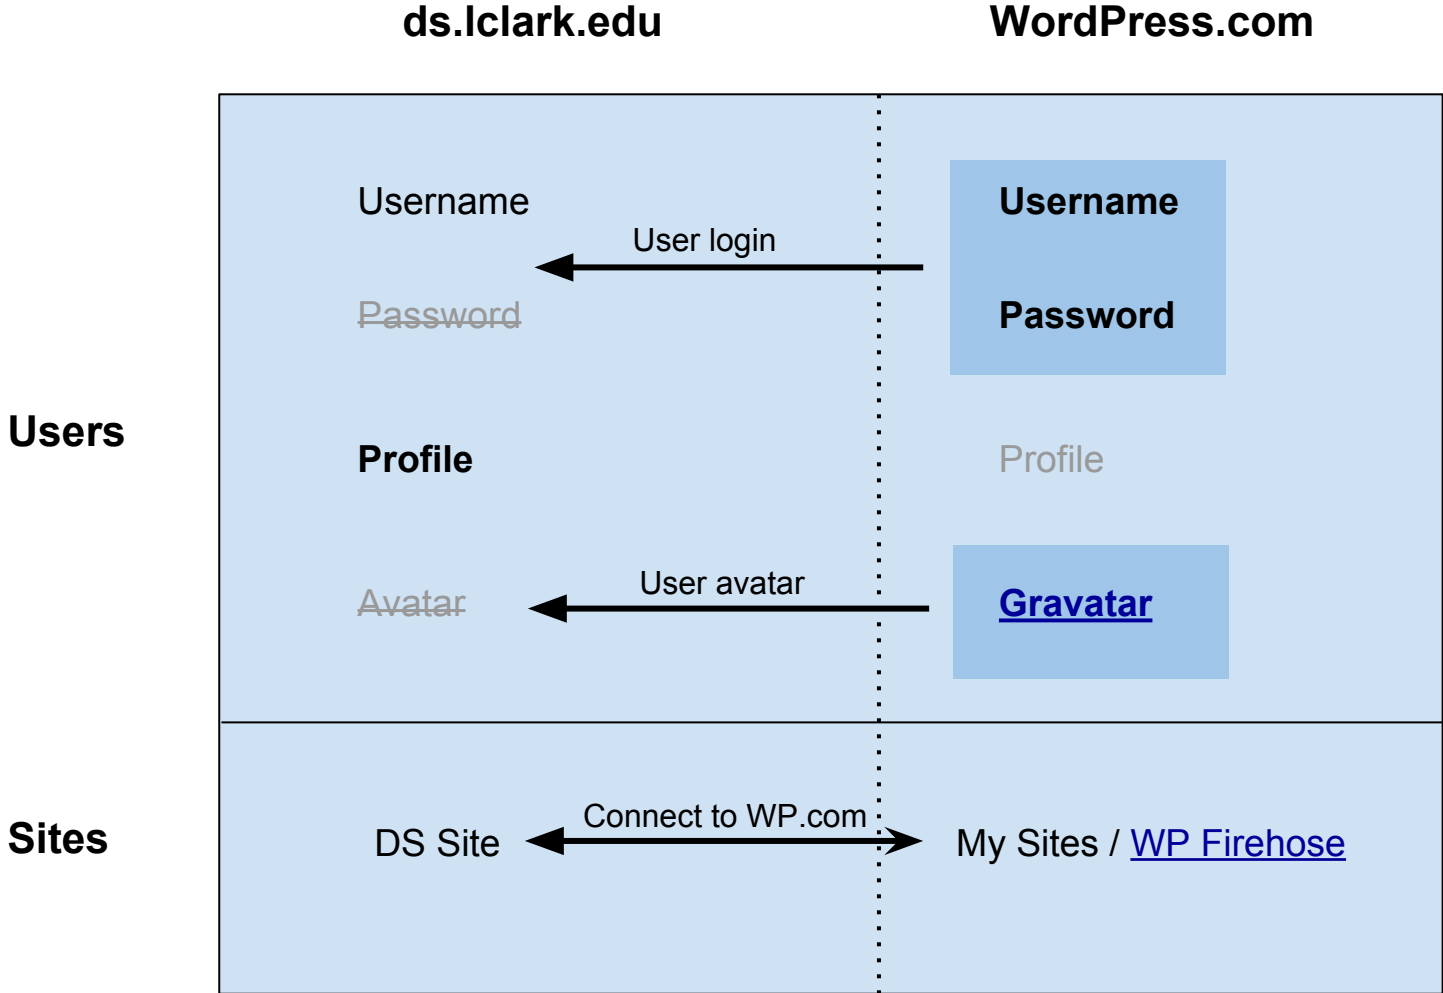 ds.lclark.edu WordPress.com
Username Username
User login
Password Password
Users
Profile Profile
User avatar
Avatar Gravatar
Connect to WP.com
Sites
DS Site My Sites / WP Firehose